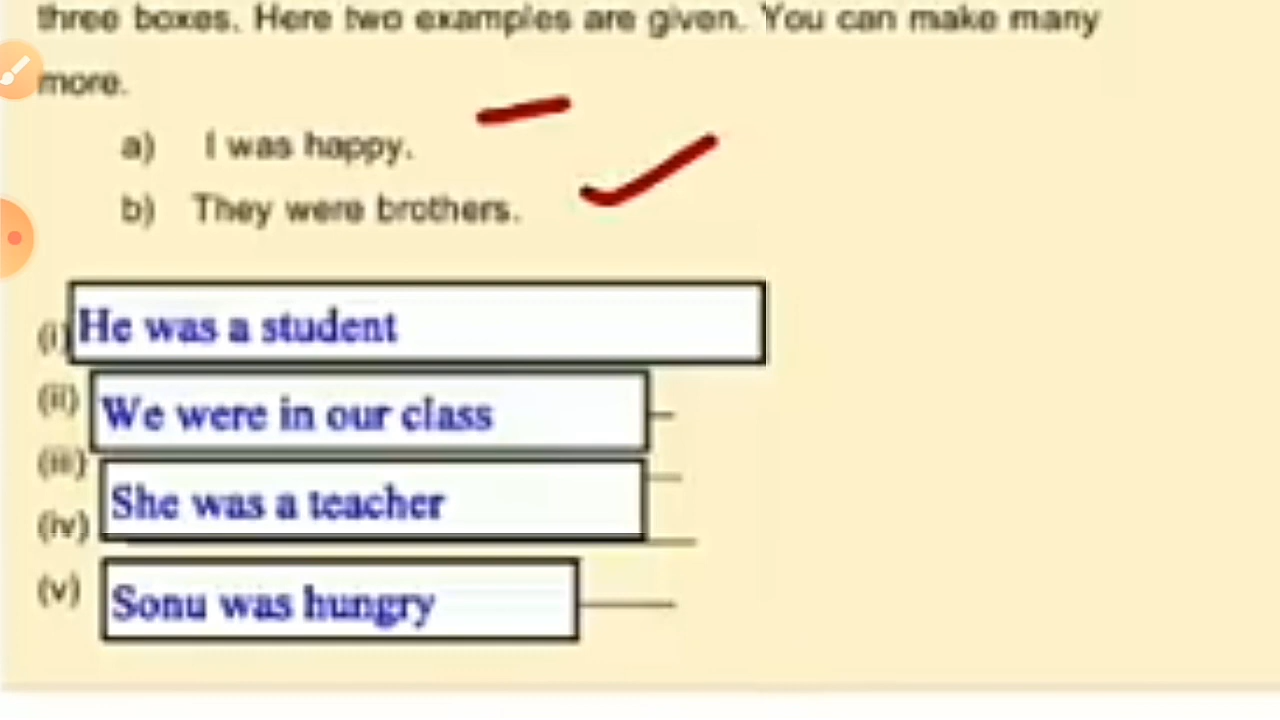 three boxes. Here two examples are given. You can make many
more.
a) I was happy.
b) They were brothers.
(i) He was a student
(ii) We were in our class
(iii)
(iv) She was a teacher
(v) Sonu was hungry